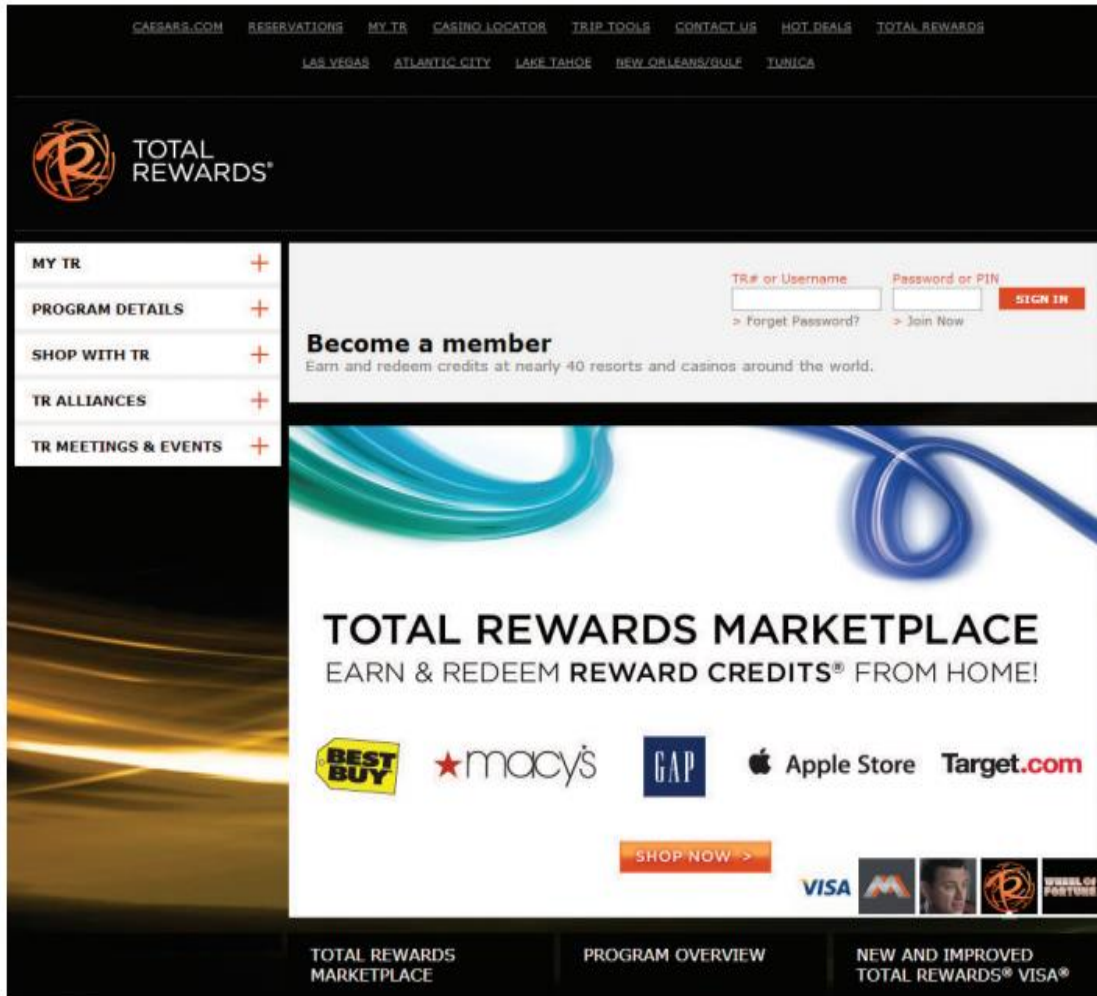 CAESARS.COM RESERVATIONS MY TR CASINO LOCATOR TRIP TOOLS CONTACT US HOT DEALS TOTAL REWARDS
LAS VEGAS ATLANTIC CITY LAKE TAHOE NEW ORLEANS/GULF TUNICA
TOTAL
REWARDS®
MY TR +
PROGRAM DETAILS +
SHOP WITH TR +
TR ALLIANCES +
TR MEETINGS & EVENTS +
TR# or Username Password or PIN
SIGN IN
> Forget Password? > Join Now
Become a member
Earn and redeem credits at nearly 40 resorts and casinos around the world.
TOTAL REWARDS MARKETPLACE
EARN & REDEEM REWARD CREDITS® FROM HOME!
BEST BUY ★macy's GAP Apple Store Target.com
SHOP NOW >
VISA M R WHEEL OF FORTUNE
TOTAL REWARDS
MARKETPLACE
PROGRAM OVERVIEW
NEW AND IMPROVED
TOTAL REWARDS® VISA®